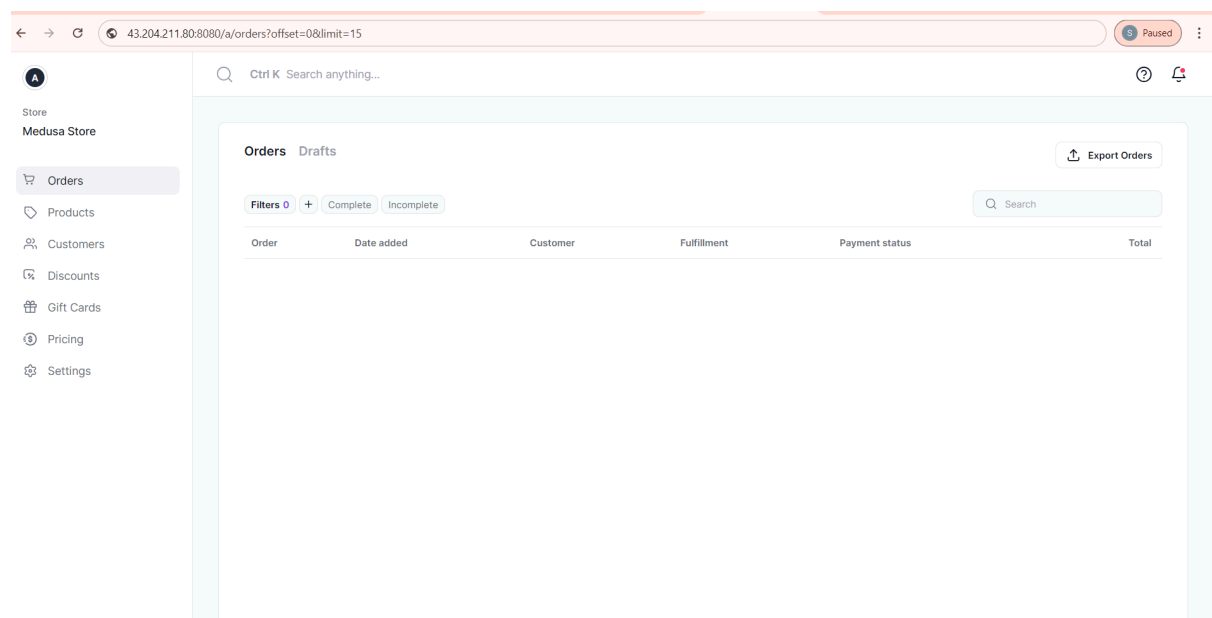 43.204.211.80:8080/a/orders?offset=0&limit=15
S Paused
A
Ctrl K Search anything...
Store
Medusa Store
Orders
Products
Customers
Discounts
Gift Cards
Pricing
Settings
Orders Drafts
Export Orders
Filters 0 + Complete Incomplete
Search
Order Date added Customer Fulfillment Payment status Total